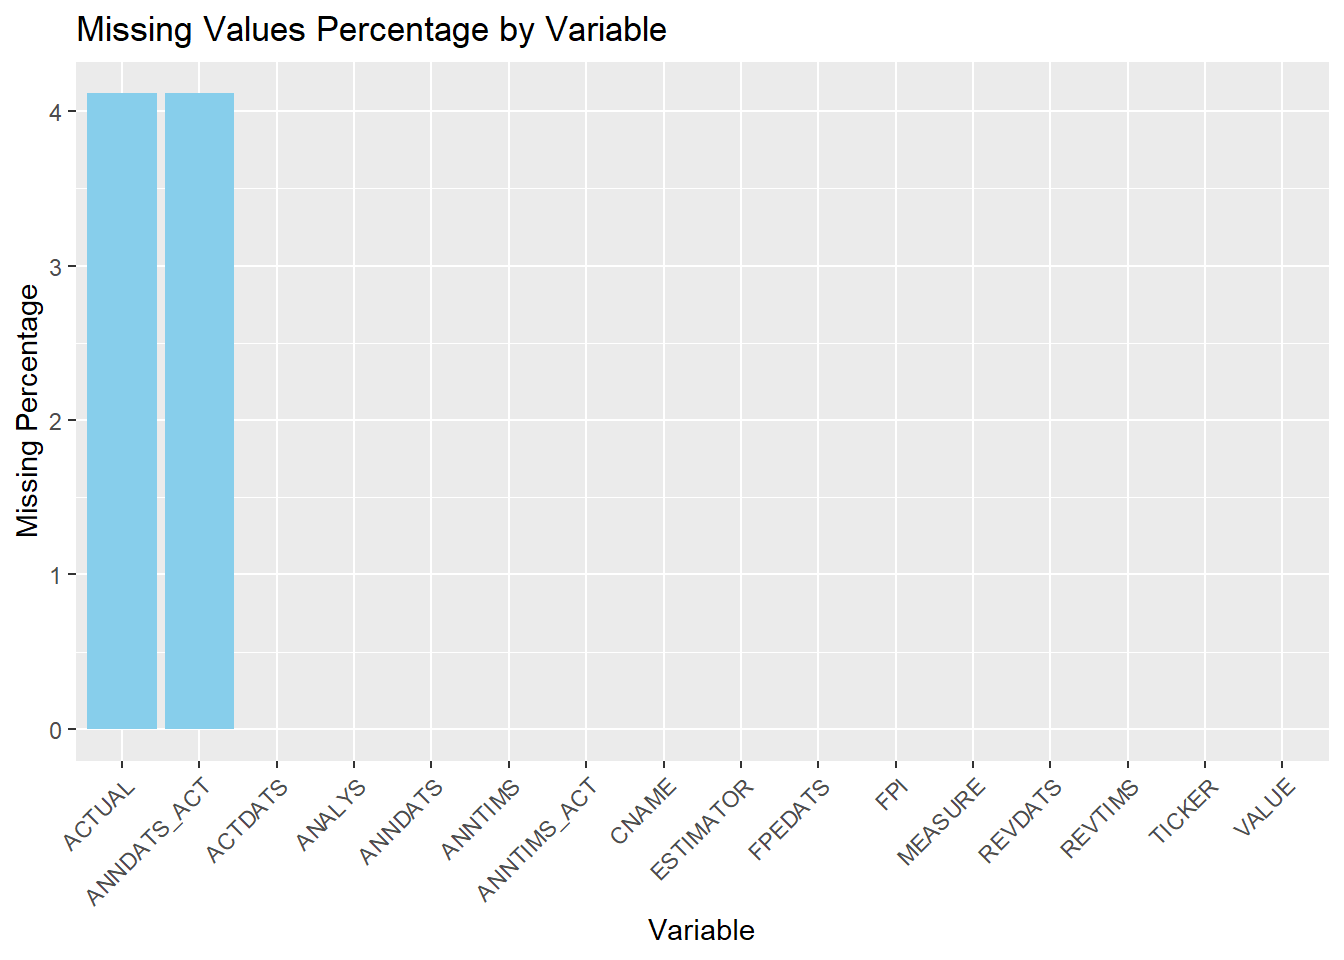 Missing Values Percentage by Variable
Missing Percentage
4
3
2
1
0
ACTUAL
ANNDATS_ACT
ACTDATS
ANALYS
ANNDATS
ANNTIMS
ANNTIMS_ACT
CNAME
ESTIMATOR
FPEDATS
FPI
MEASURE
REVDATS
REVTIMS
TICKER
VALUE
Variable